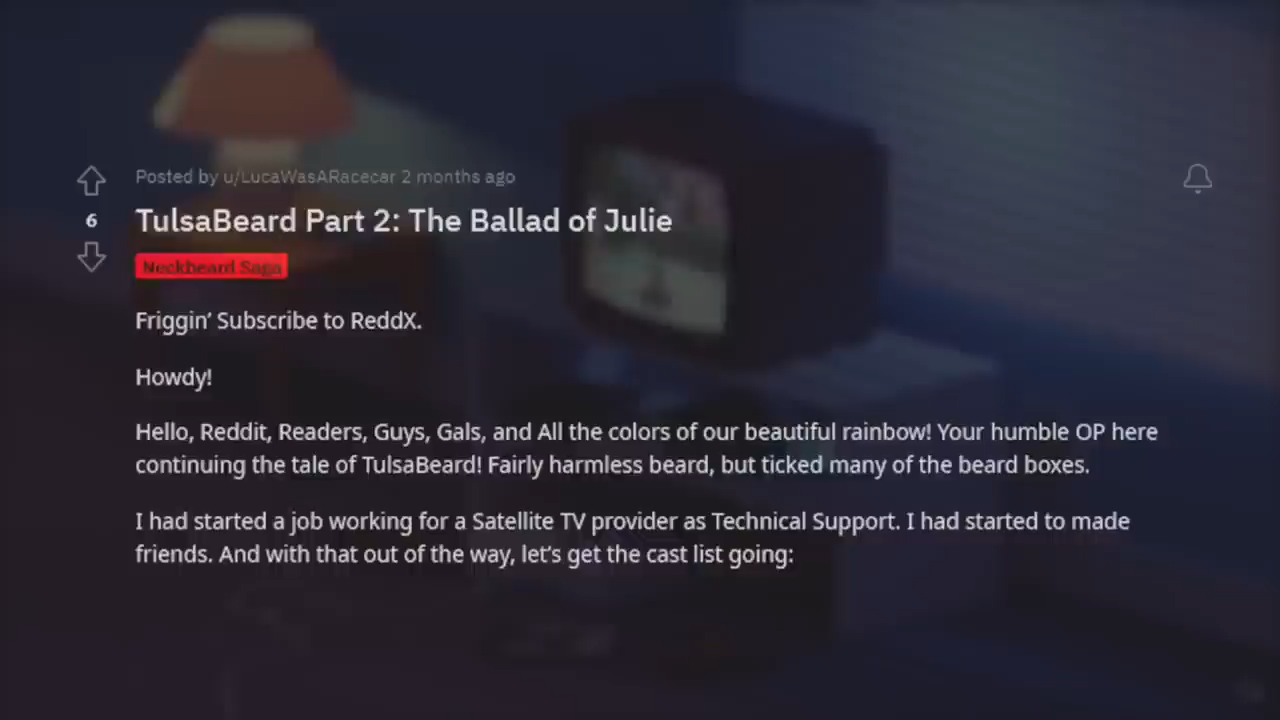 Posted by u/LucaWasARacecar 2 months ago
6
TulsaBeard Part 2: The Ballad of Julie
Neckbeard Saga
Friggin’ Subscribe to ReddX.
Howdy!
Hello, Reddit, Readers, Guys, Gals, and All the colors of our beautiful rainbow! Your humble OP here
continuing the tale of TulsaBeard! Fairly harmless beard, but ticked many of the beard boxes.
I had started a job working for a Satellite TV provider as Technical Support. I had started to made
friends. And with that out of the way, let’s get the cast list going: